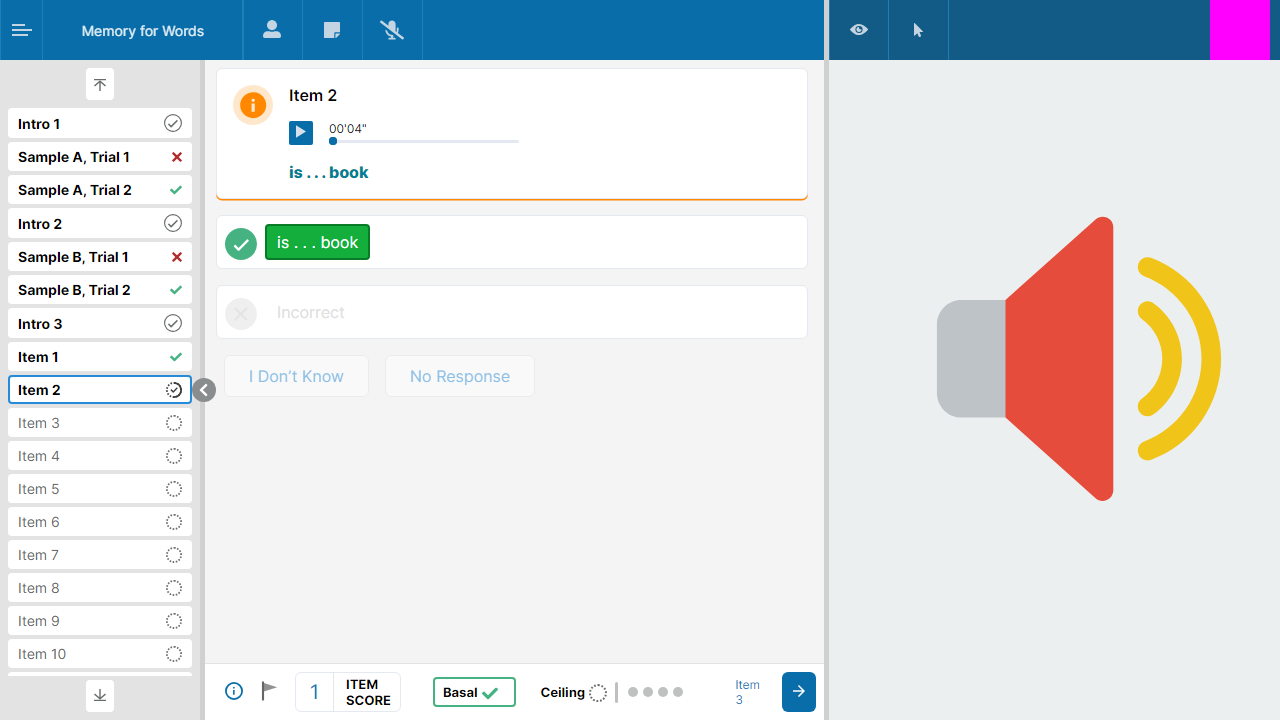 Memory for Words
Intro 1
Sample A, Trial 1
Sample A, Trial 2
Intro 2
Sample B, Trial 1
Sample B, Trial 2
Intro 3
Item 1
Item 2
Item 3
Item 4
Item 5
Item 6
Item 7
Item 8
Item 9
Item 10
Item 2
00'04"
is . . . book
is . . . book
Incorrect
I Don't Know
No Response
1
ITEM
SCORE
Basal
Ceiling
Item
3